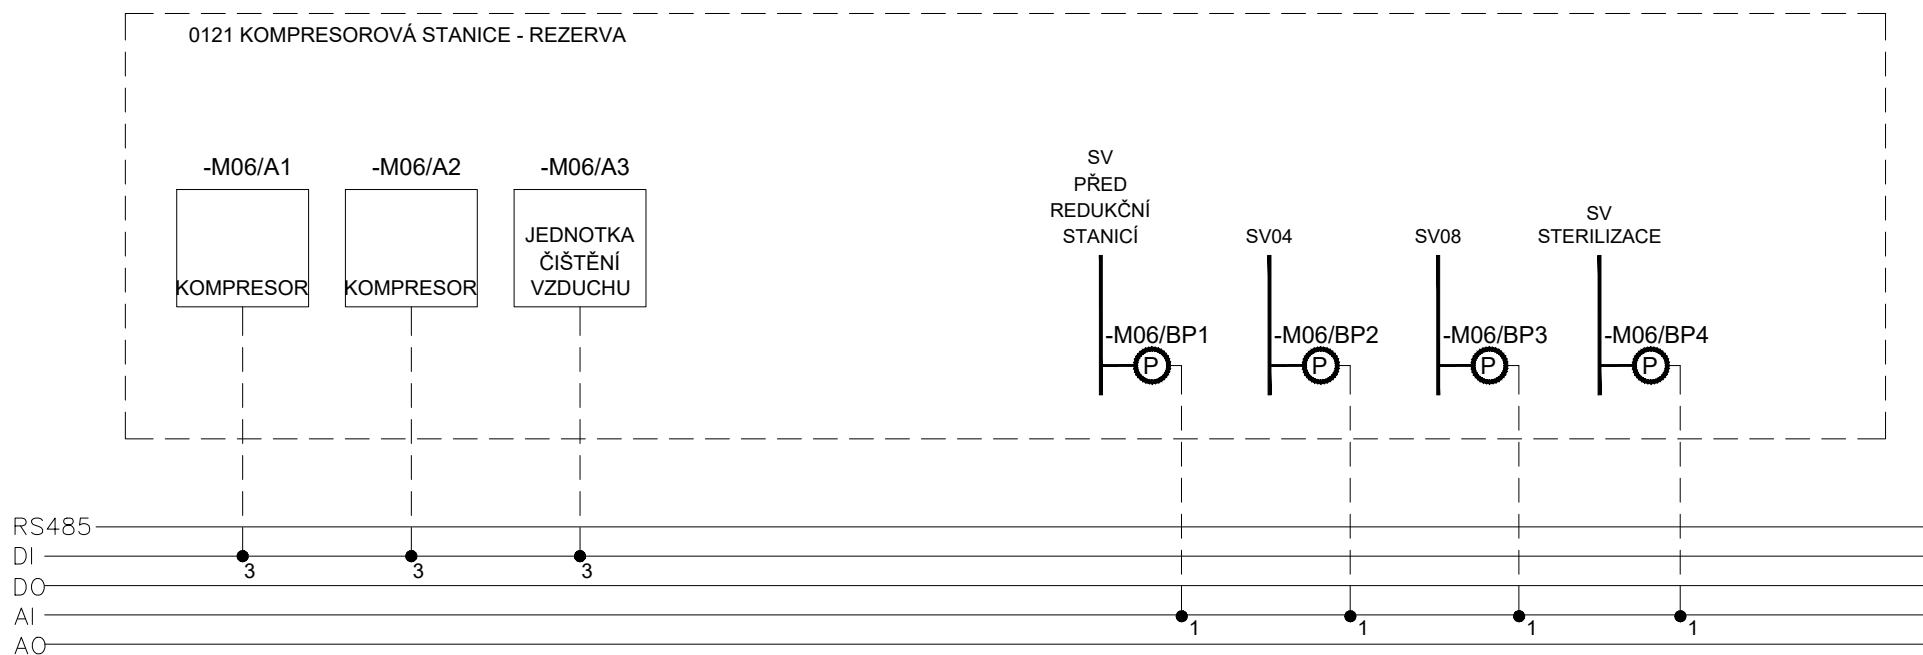 0121 KOMPRESOROVÁ STANICE - REZERVA
-M06/A1
KOMPRESOR
-M06/A2
KOMPRESOR
-M06/A3
JEDNOTKA
ČIŠTĚNÍ
VZDUCHU
SV
PŘED
REDUKČNÍ
STANICÍ
-M06/BP1
P
SV04
-M06/BP2
P
SV08
-M06/BP3
P
SV
STERILIZACE
-M06/BP4
P
RS485
DI
3
3
3
DO
AI
1
1
1
1
AO